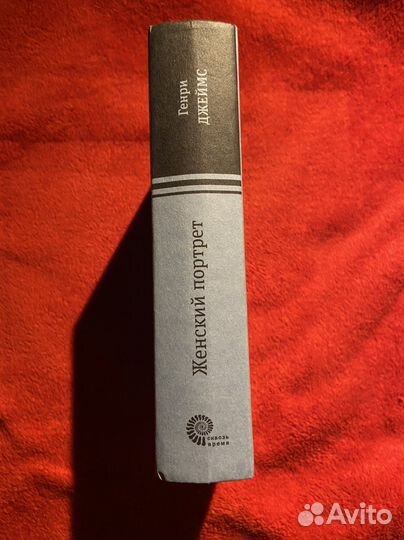 Генри
ДЖЕЙМС
Женский портрет
сквозь
время
Avito